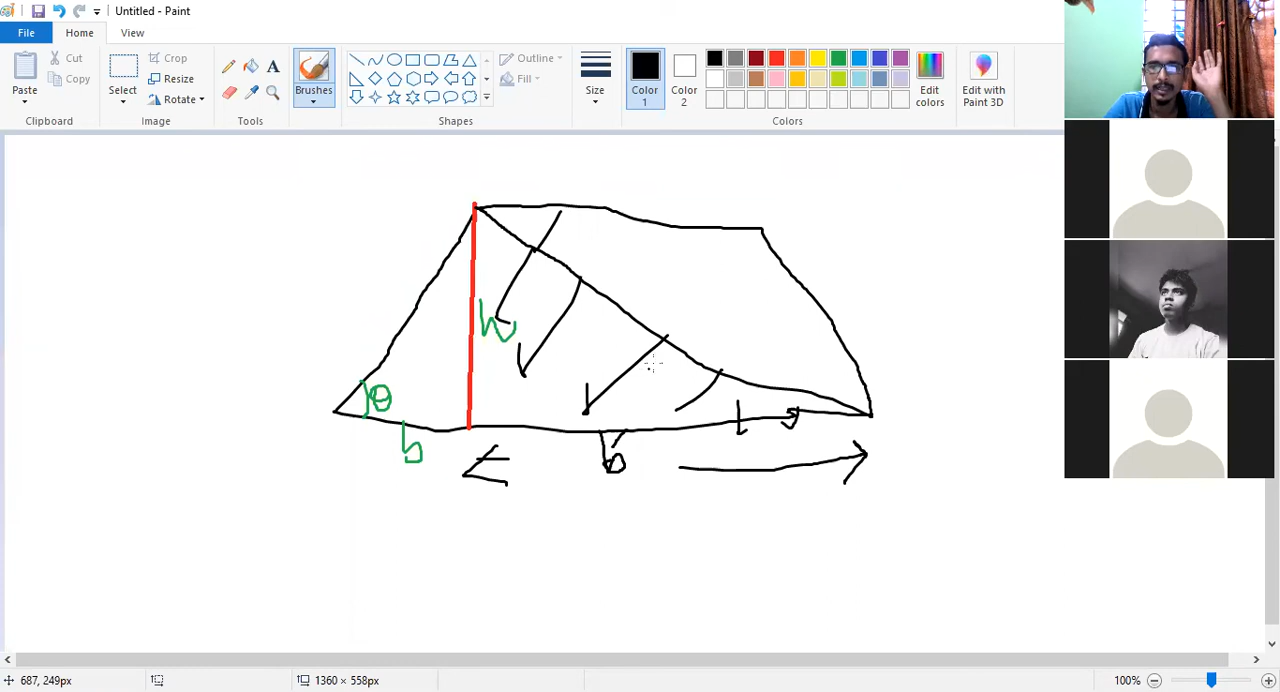 Untitled - Paint
File Home View
Paste
Cut
Copy
Clipboard
Select
Crop
Resize
Rotate
Image
A
Tools
Brushes
Outline
Fill
Shapes
Size
Color 1
Color 2
Edit colors
Colors
Edit with Paint 3D
h
θ
b
b
687, 249px
1360 × 558px
100%